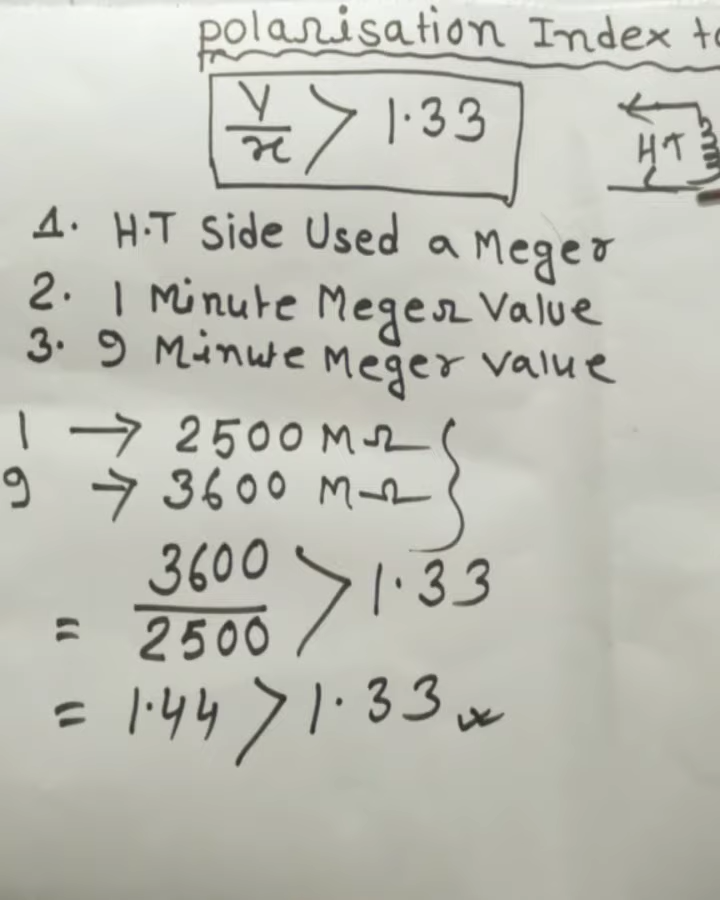 polarisation Index
y/x > 1.33
HT
1. H.T Side Used a Meger
2. 1 Minute Meger Value
3. 9 Minute Meger value
1 → 2500 MΩ
9 → 3600 MΩ
= 3600/2500 > 1.33
= 1.44 > 1.33